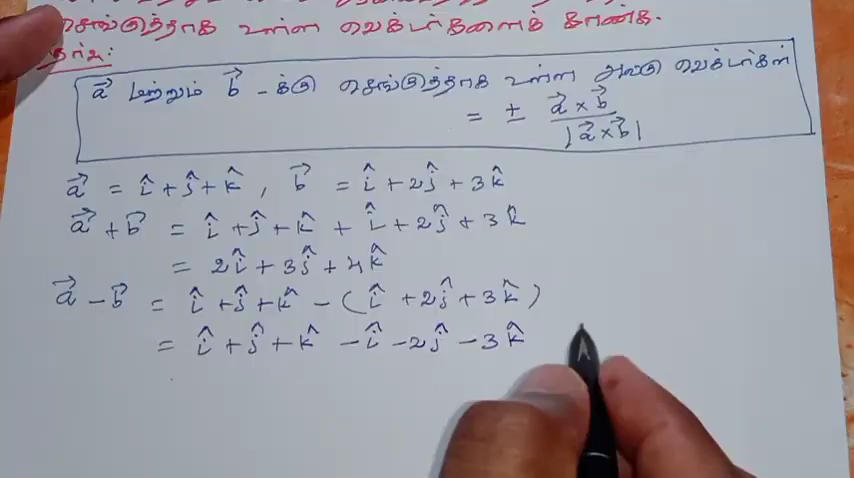 செங்குத்தாக உள்ள வெக்டர்களைக் காண்க.
தீர்வு:
a⃗ மற்றும் b⃗ -க்கு செங்குத்தாக உள்ள அலகு வெக்டர்கள்
= ± a⃗ × b⃗ / |a⃗ × b⃗|
a⃗ = î + ĵ + k̂ , b⃗ = î + 2ĵ + 3k̂
a⃗ + b⃗ = î + ĵ + k̂ + î + 2ĵ + 3k̂
= 2î + 3ĵ + 4k̂
a⃗ - b⃗ = î + ĵ + k̂ - (î + 2ĵ + 3k̂)
= î + ĵ + k̂ - î - 2ĵ - 3k̂